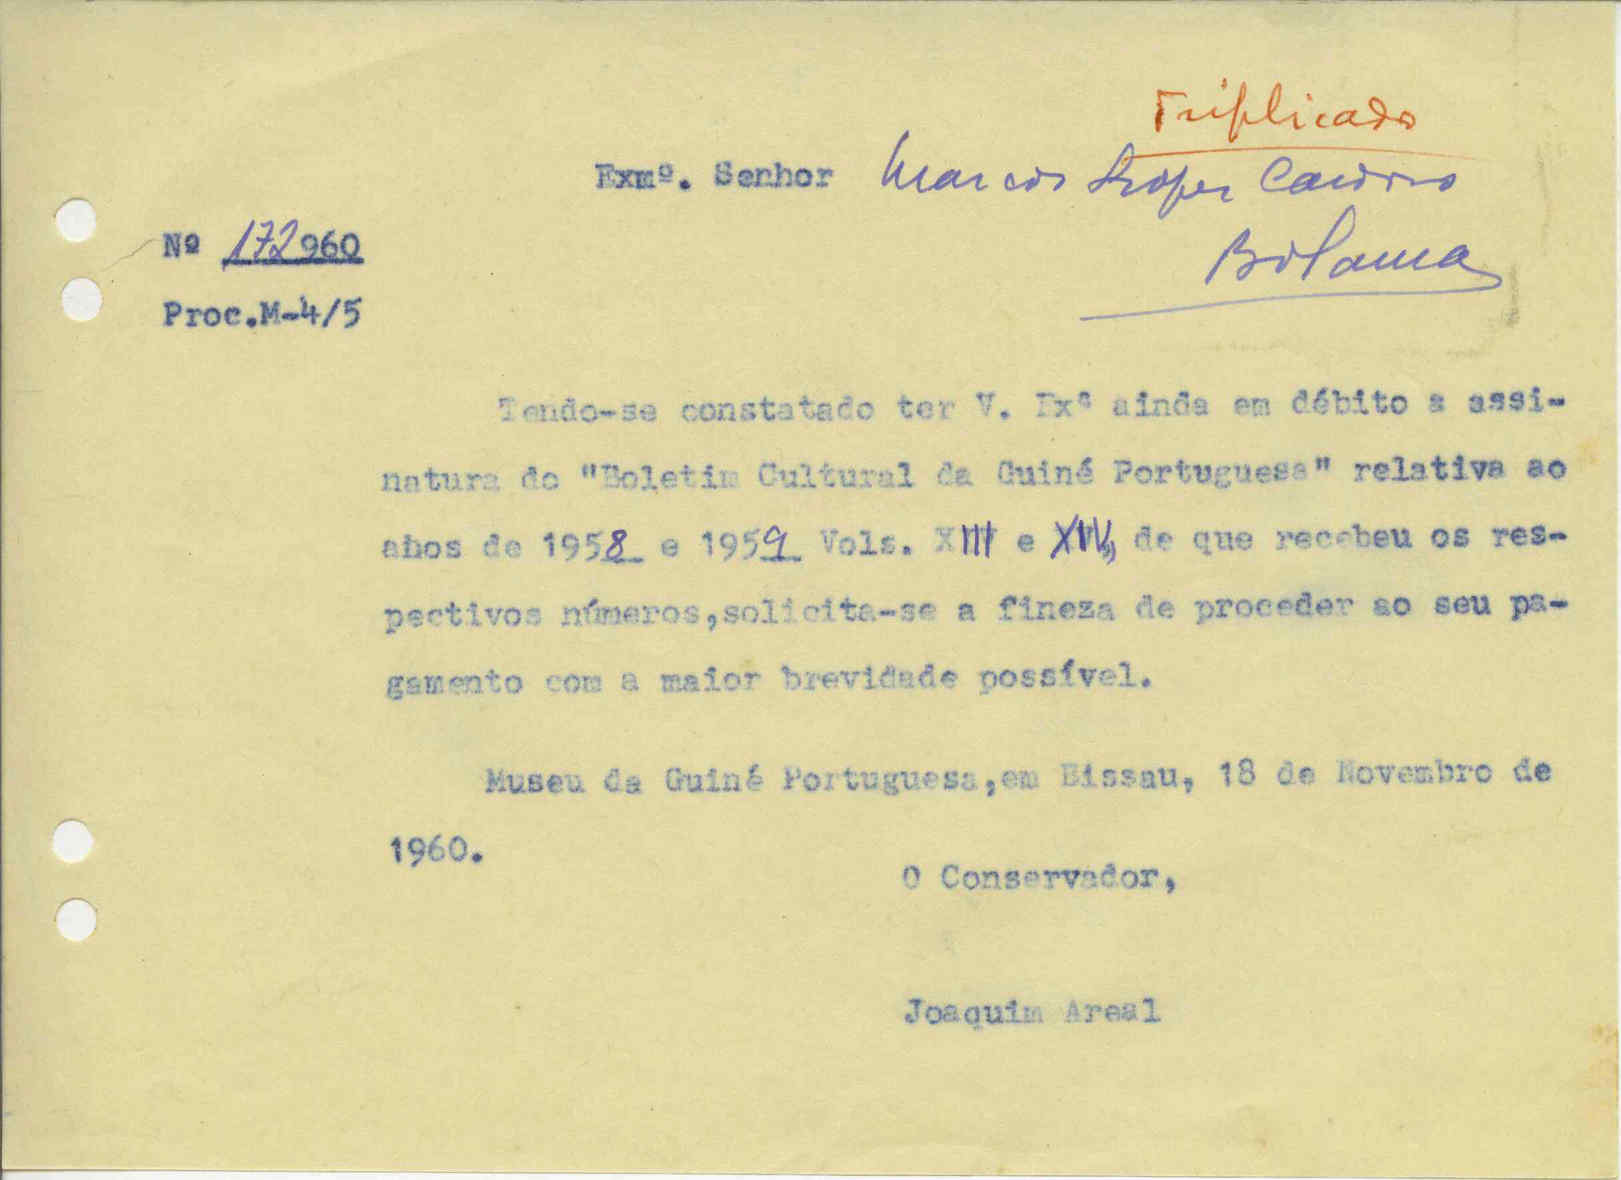 Triplicado
Exmº. Senhor Marcos Lopes Cardoso
Bolama
Nº 172960
Proc.M-4/5
Tendo-se constatado ter V. Exª ainda em débito a assi-
natura do "Boletim Cultural da Guiné Portuguesa" relativa ao
anos de 1958 e 1959 Vols. XIII e XIV, de que recebeu os res-
pectivos números,solicita-se a fineza de proceder ao seu pa-
gamento com a maior brevidade possível.
Museu da Guiné Portuguesa,em Bissau, 18 de Novembro de
1960.
O Conservador,
Joaquim Areal